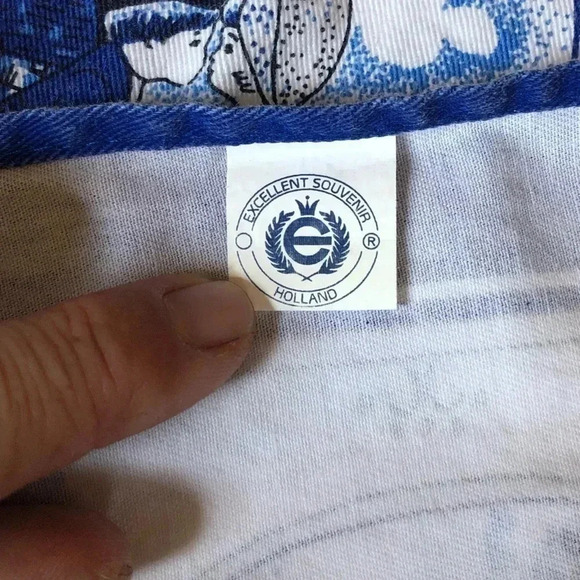 EXCELLENT SOUVENIR
e
®
HOLLAND